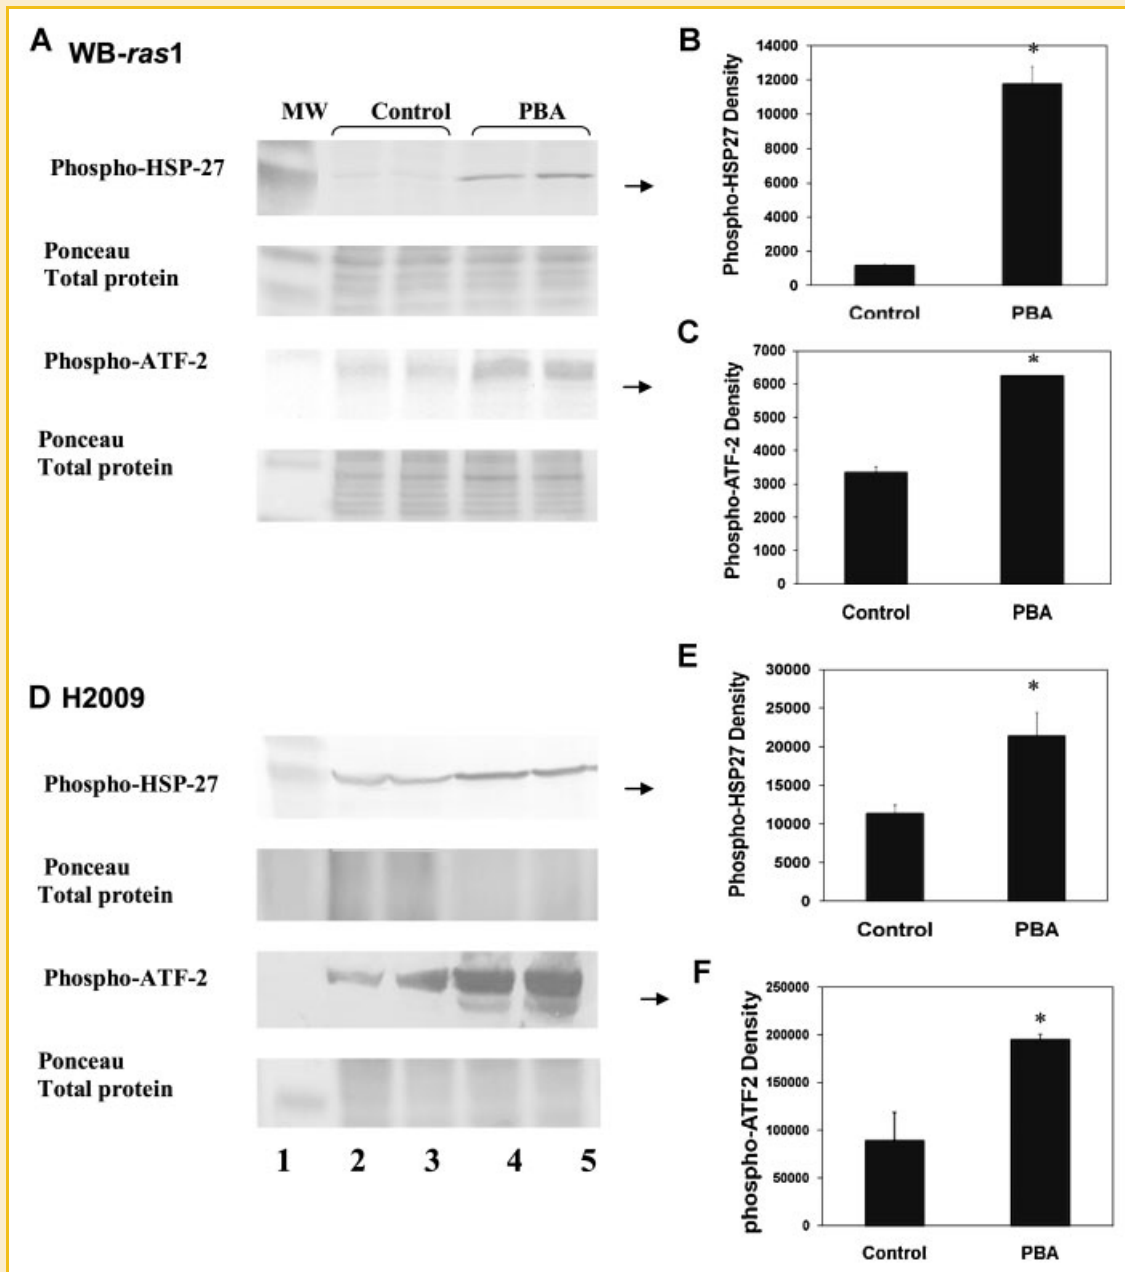 A WB-ras1
MW Control PBA
Phospho-HSP-27
Ponceau
Total protein
Phospho-ATF-2
Ponceau
Total protein
B
Phospho-HSP27 Density
14000
12000
10000
8000
6000
4000
2000
0
*
Control PBA
C
Phospho-ATF-2 Density
7000
6000
5000
4000
3000
2000
1000
0
*
Control PBA
D H2009
Phospho-HSP-27
Ponceau
Total protein
Phospho-ATF-2
Ponceau
Total protein
1 2 3 4 5
E
Phospho-HSP27 Density
30000
25000
20000
15000
10000
5000
0
*
Control PBA
F
phospho-ATF2 Density
250000
200000
150000
100000
50000
0
*
Control PBA